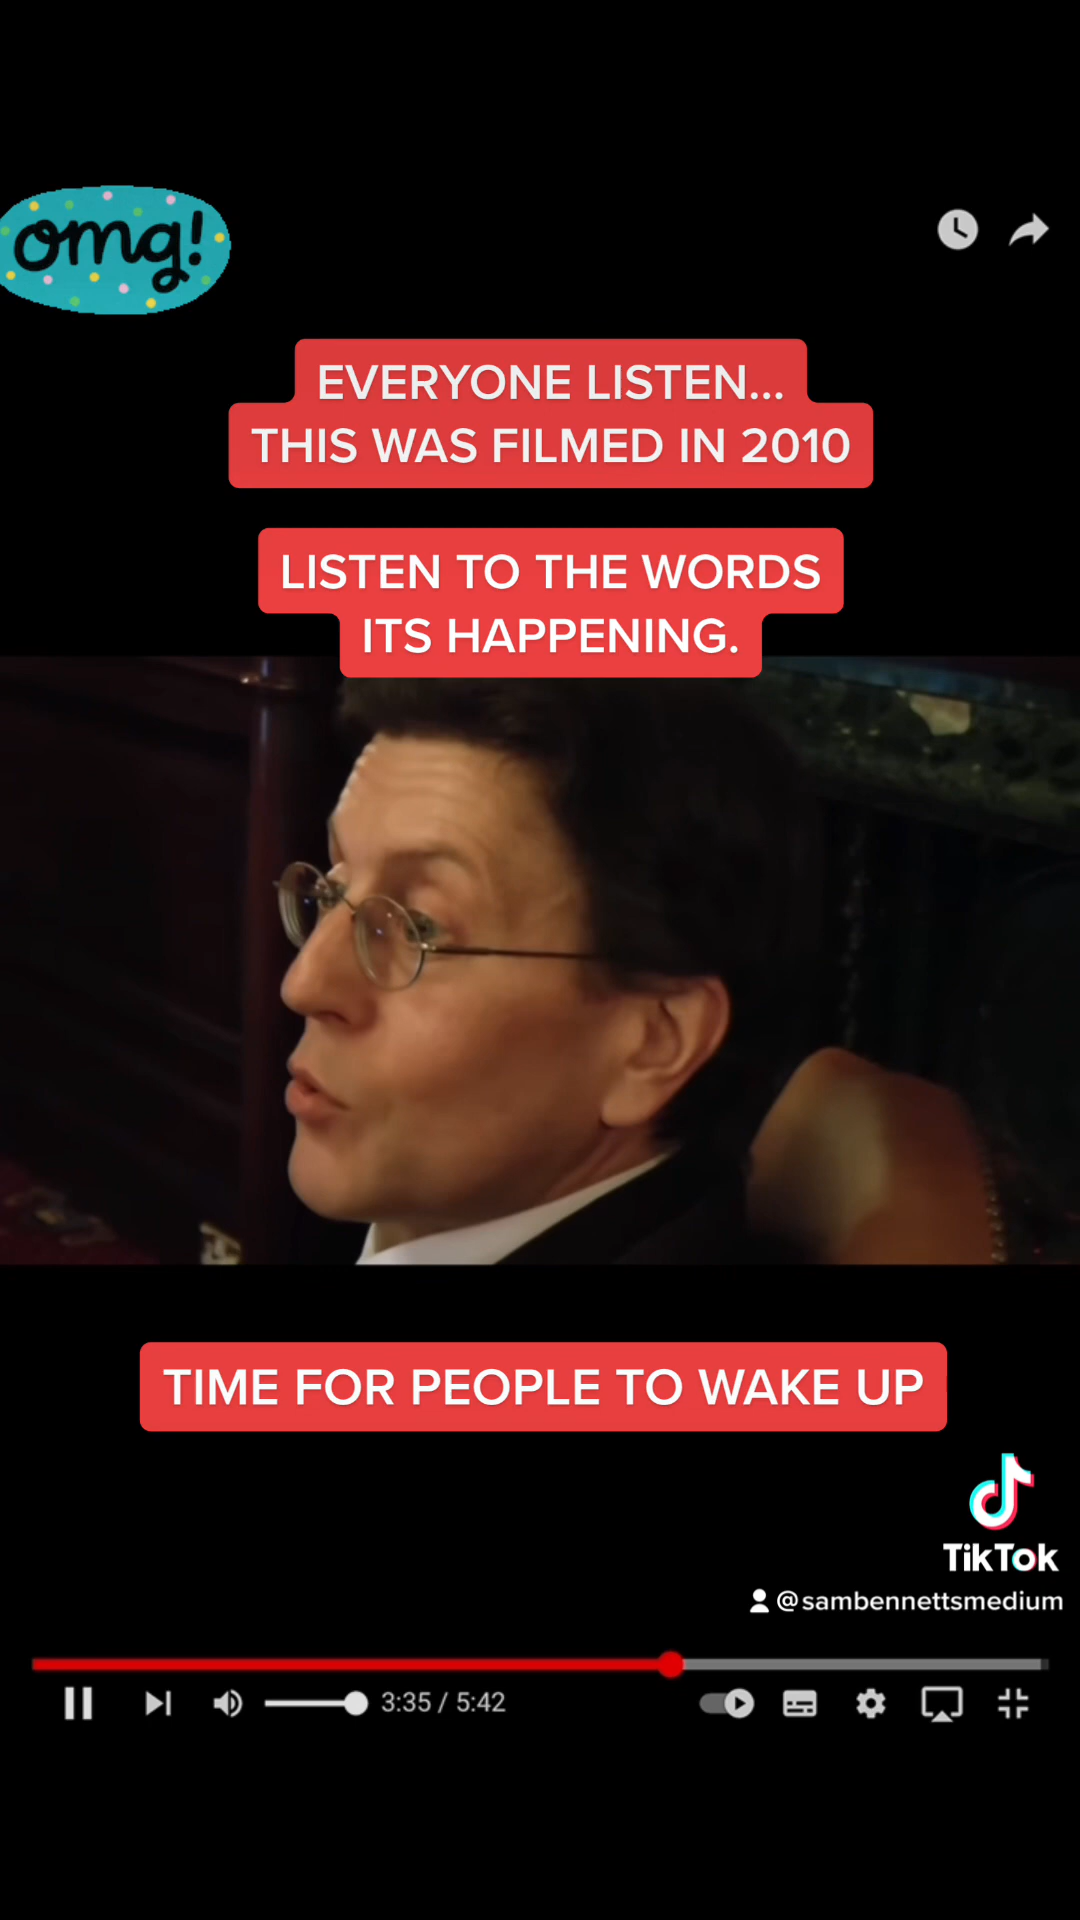 omg!
EVERYONE LISTEN...
THIS WAS FILMED IN 2010
LISTEN TO THE WORDS
ITS HAPPENING.
TIME FOR PEOPLE TO WAKE UP
TikTok
@sambennettsmedium
3:35 / 5:42